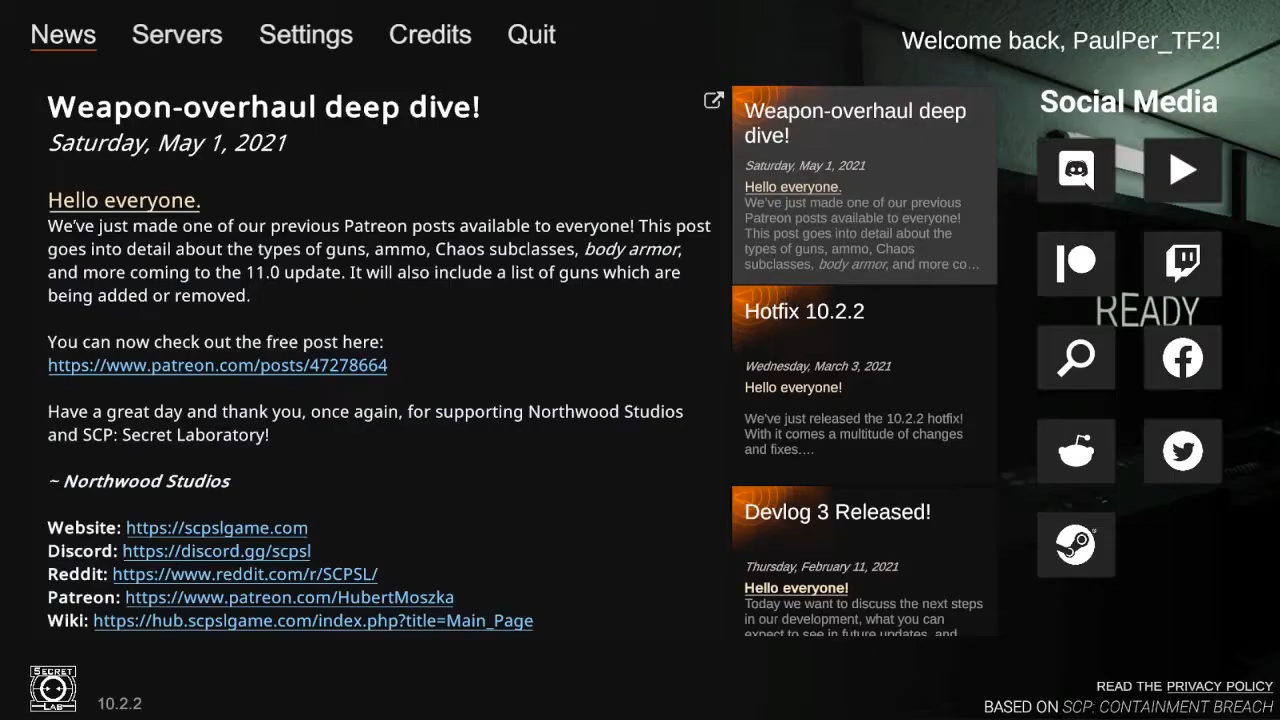 News Servers Settings Credits Quit
Welcome back, PaulPer_TF2!
Weapon-overhaul deep dive!
Saturday, May 1, 2021
Hello everyone.
We've just made one of our previous Patreon posts available to everyone! This post
goes into detail about the types of guns, ammo, Chaos subclasses, body armor,
and more coming to the 11.0 update. It will also include a list of guns which are
being added or removed.
You can now check out the free post here:
https://www.patreon.com/posts/47278664
Have a great day and thank you, once again, for supporting Northwood Studios
and SCP: Secret Laboratory!
~ Northwood Studios
Website: https://scpslgame.com
Discord: https://discord.gg/scpsl
Reddit: https://www.reddit.com/r/SCPSL/
Patreon: https://www.patreon.com/HubertMoszka
Wiki: https://hub.scpslgame.com/index.php?title=Main_Page
Weapon-overhaul deep
dive!
Saturday, May 1, 2021
Hello everyone.
We've just made one of our previous
Patreon posts available to everyone!
This post goes into detail about the
types of guns, ammo, Chaos
subclasses, body armor, and more co…
Hotfix 10.2.2
Wednesday, March 3, 2021
Hello everyone!
We've just released the 10.2.2 hotfix!
With it comes a multitude of changes
and fixes....
Devlog 3 Released!
Thursday, February 11, 2021
Hello everyone!
Today we want to discuss the next steps
in our development, what you can
expect to see in future updates, and
Social Media
READY
SECRET
LAB
10.2.2
READ THE PRIVACY POLICY
BASED ON SCP: CONTAINMENT BREACH